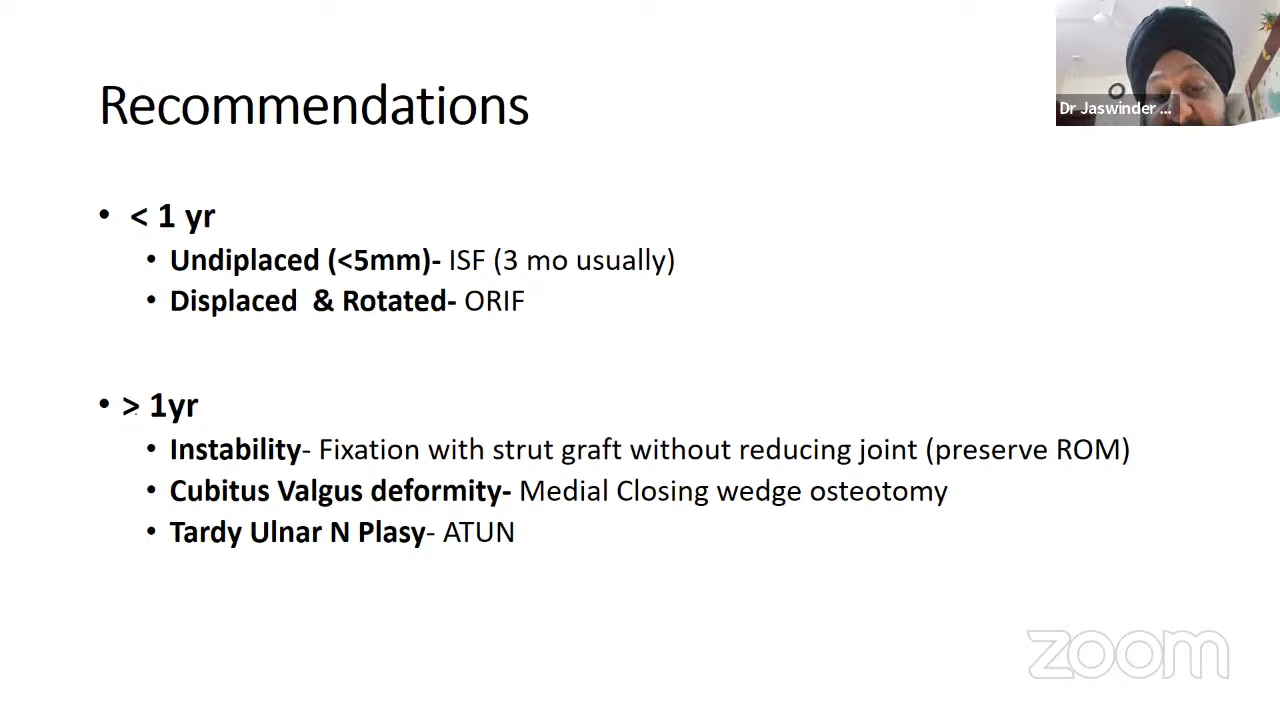 Dr Jaswinder ...
Recommendations
• < 1 yr
• Undiplaced (<5mm)- ISF (3 mo usually)
• Displaced & Rotated- ORIF
• > 1yr
• Instability- Fixation with strut graft without reducing joint (preserve ROM)
• Cubitus Valgus deformity- Medial Closing wedge osteotomy
• Tardy Ulnar N Plasy- ATUN
zoom